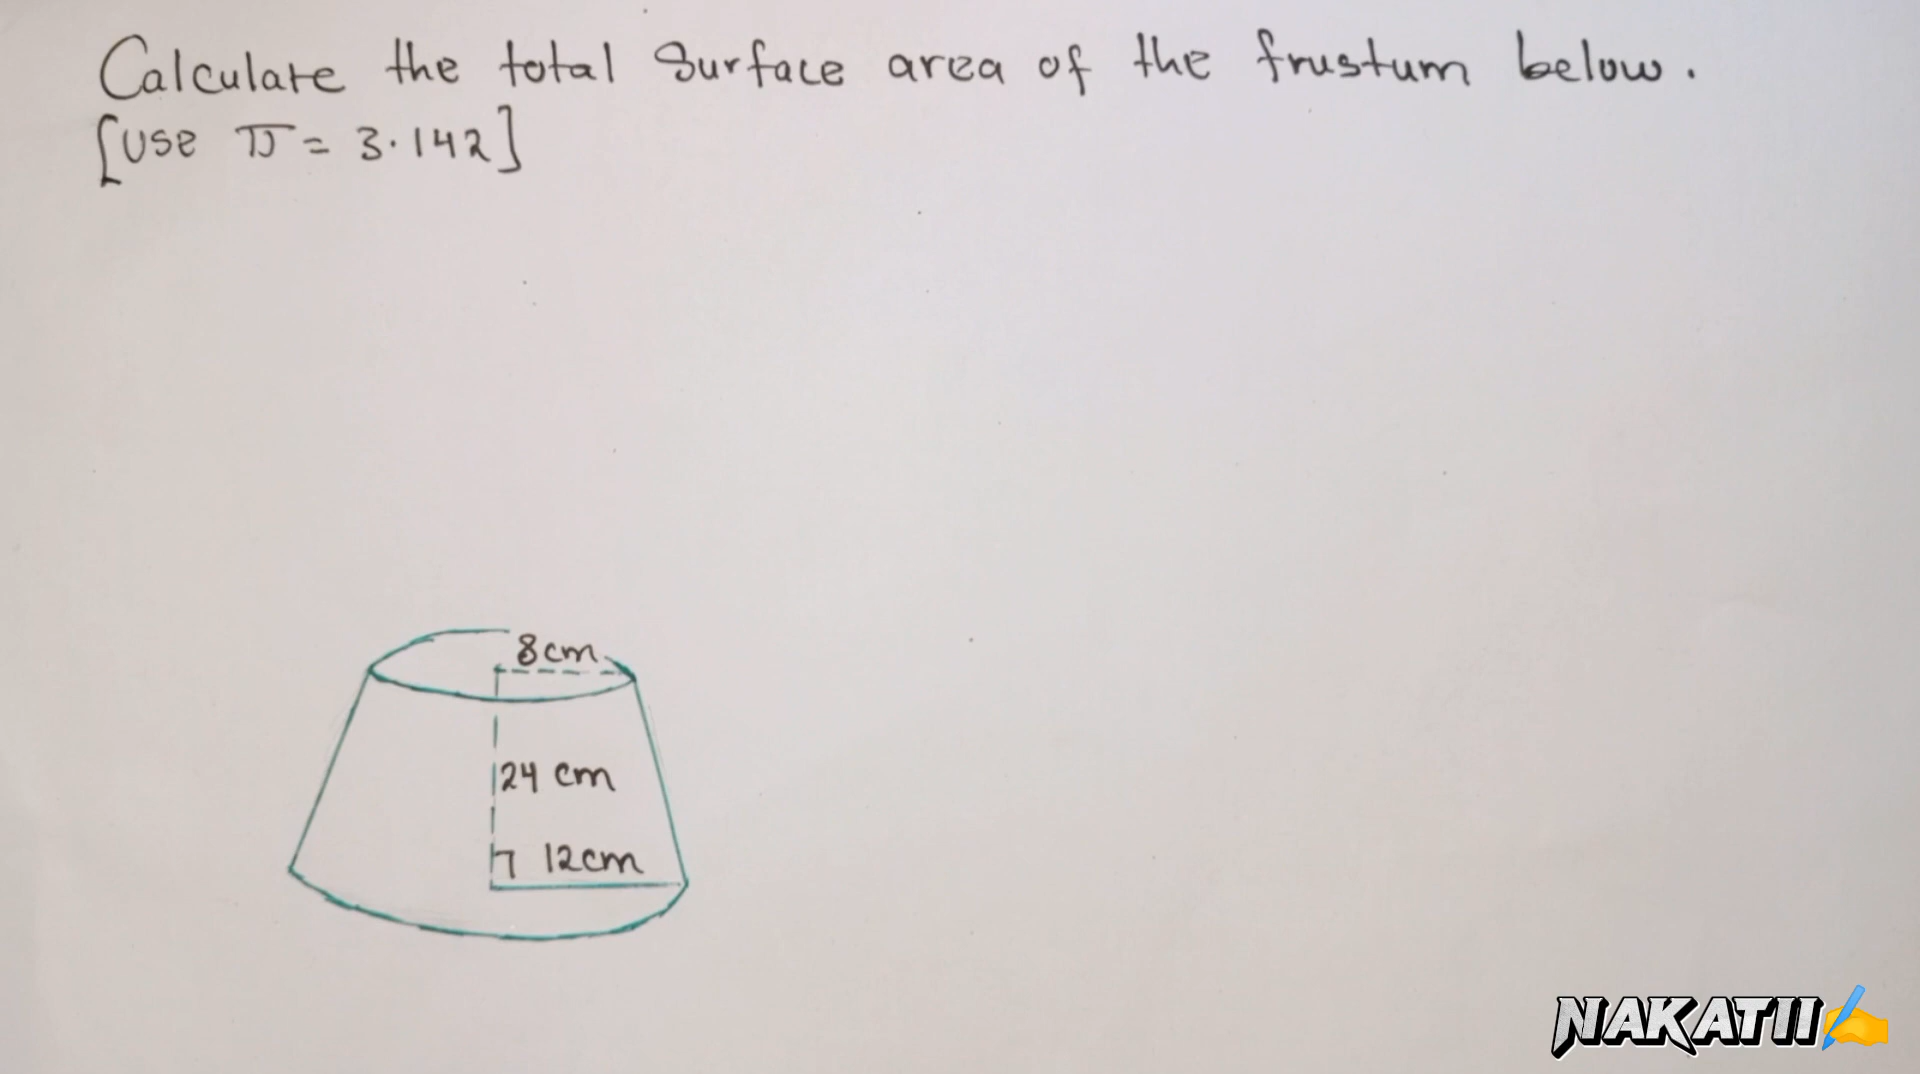 Calculate the total Surface area of the frustum below.
[use π = 3.142]
8cm
24 cm
12cm
NAKATII✍